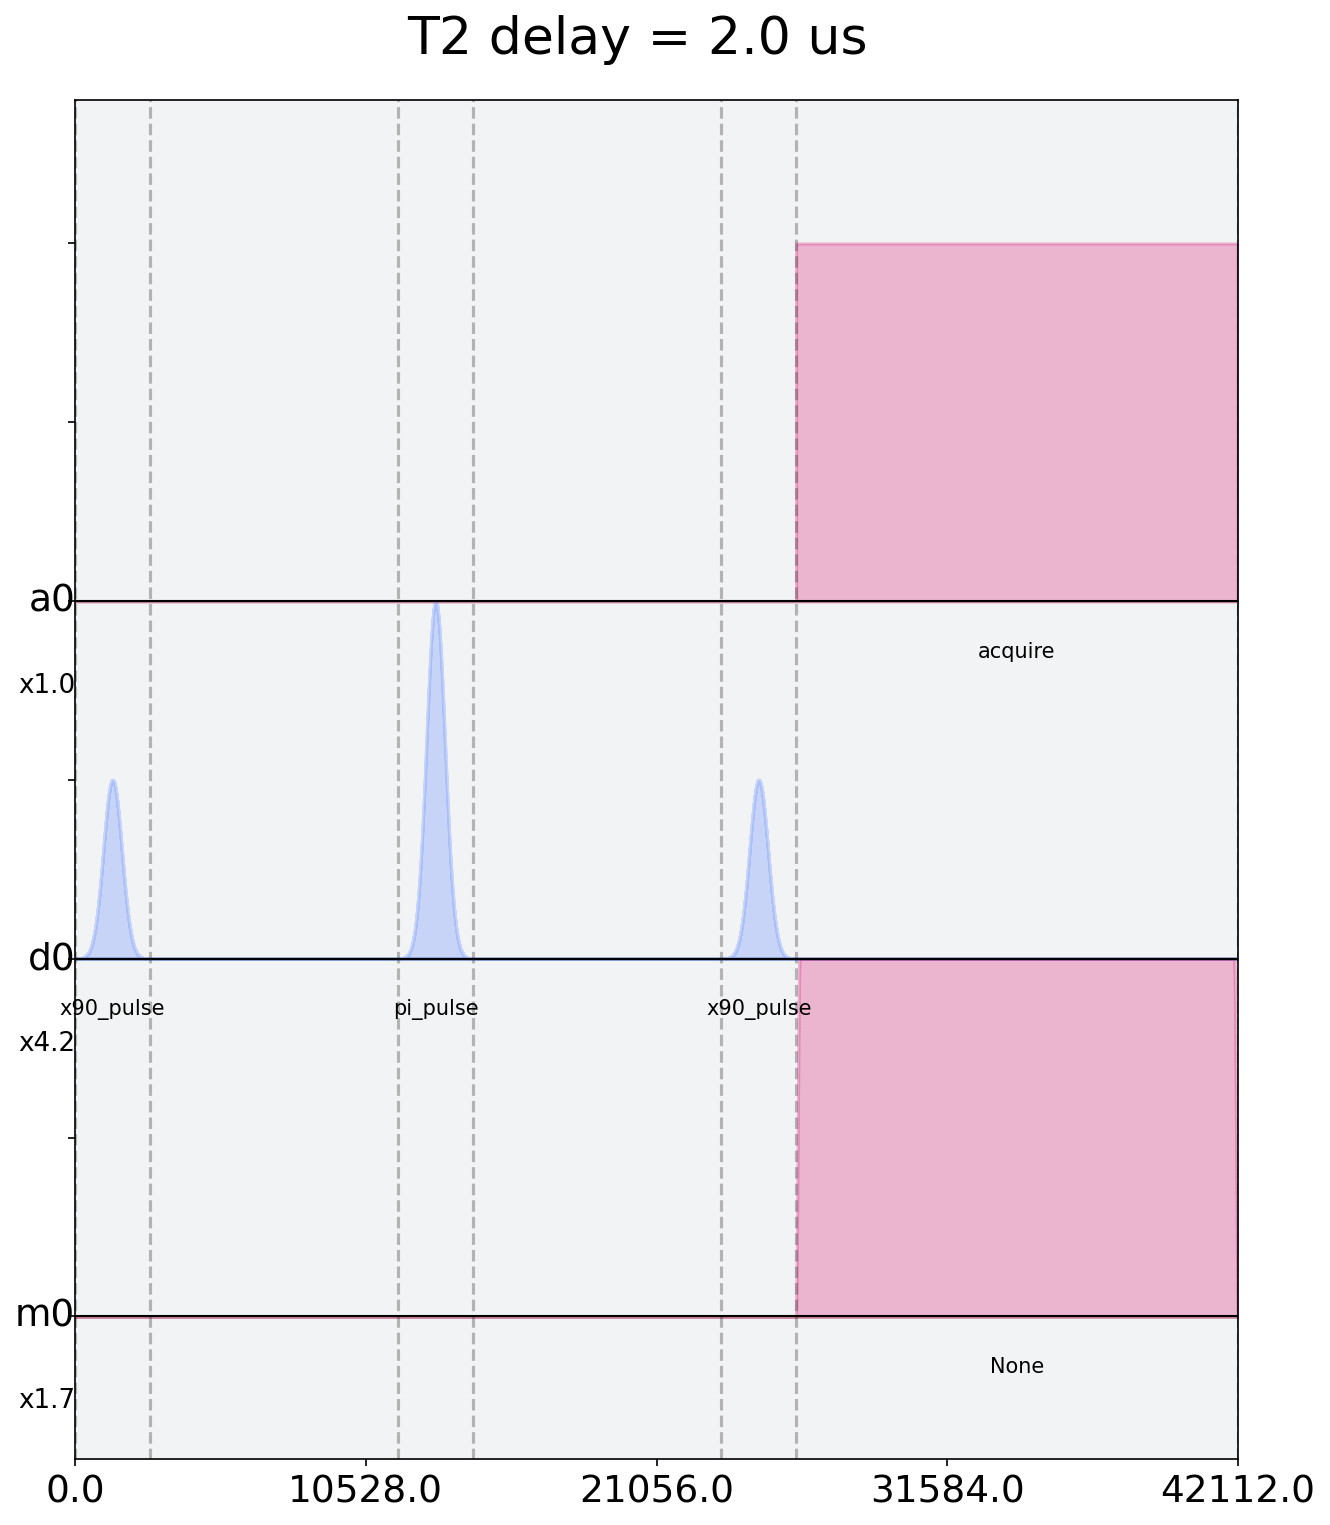 T2 delay = 2.0 us
a0
acquire
x1.0
d0
x90_pulse pi_pulse x90_pulse
x4.2
m0
None
x1.7
0.0 10528.0 21056.0 31584.0 42112.0